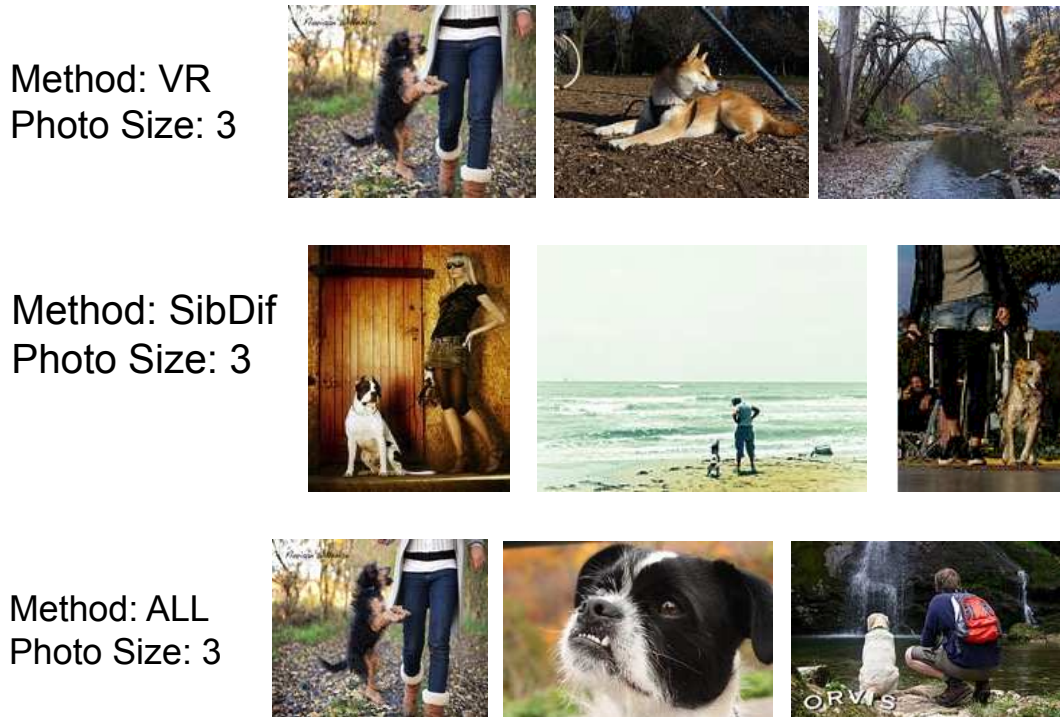 Method: VR
Photo Size: 3
Method: SibDif
Photo Size: 3
Method: ALL
Photo Size: 3
ORVIS